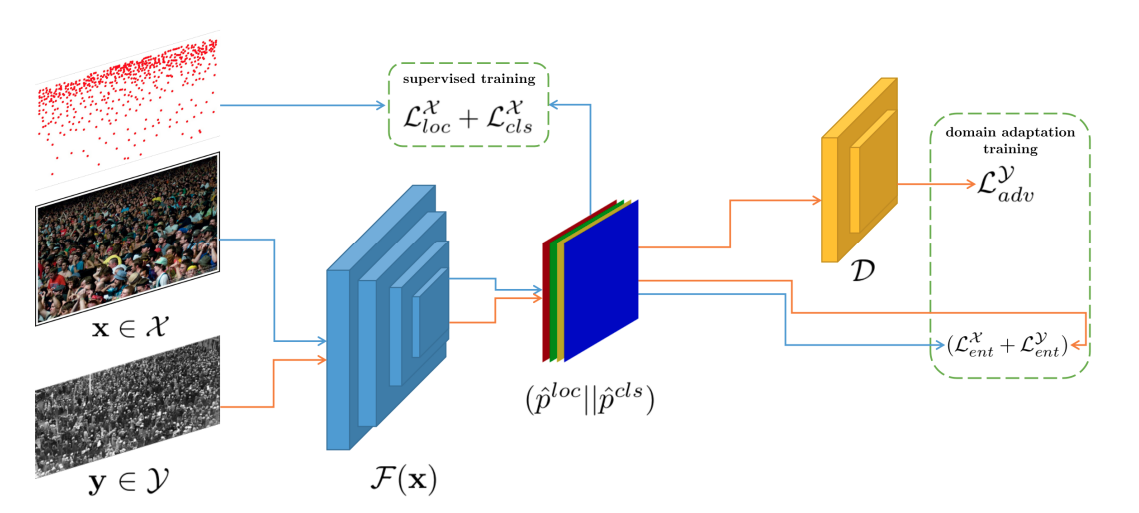 supervised training
$\mathcal{L}_{loc}^{\mathcal{X}} + \mathcal{L}_{cls}^{\mathcal{X}}$
domain adaptation
training
$\mathcal{L}_{adv}^{\mathcal{Y}}$
$\mathcal{D}$
$\mathbf{x} \in \mathcal{X}$
$(\mathcal{L}_{ent}^{\mathcal{X}} + \mathcal{L}_{ent}^{\mathcal{Y}})$
$(\hat{p}^{loc} || \hat{p}^{cls})$
$\mathbf{y} \in \mathcal{Y}$
$\mathcal{F}(\mathbf{x})$